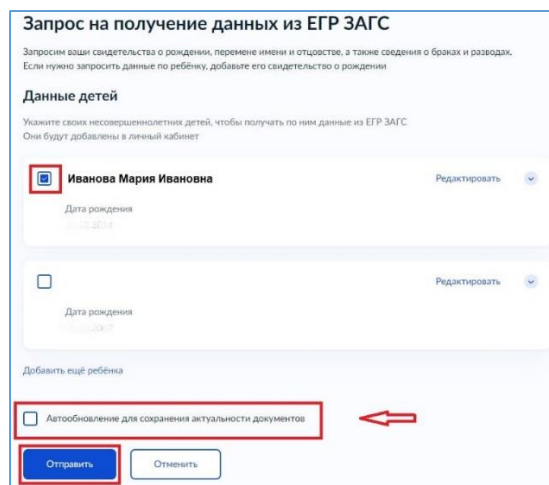 Запрос на получение данных из ЕГР ЗАГС
Запросим ваши свидетельства о рождении, перемене имени и отцовстве, а также сведения о браках и разводах.
Если нужно запросить данные по ребёнку, добавьте его свидетельство о рождении
Данные детей
Укажите своих несовершеннолетних детей, чтобы получать по ним данные из ЕГР ЗАГС
Они будут добавлены в личный кабинет
Иванова Мария Ивановна
Редактировать
Дата рождения
Редактировать
Дата рождения
Добавить ещё ребёнка
Автообновление для сохранения актуальности документов
Отправить
Отменить